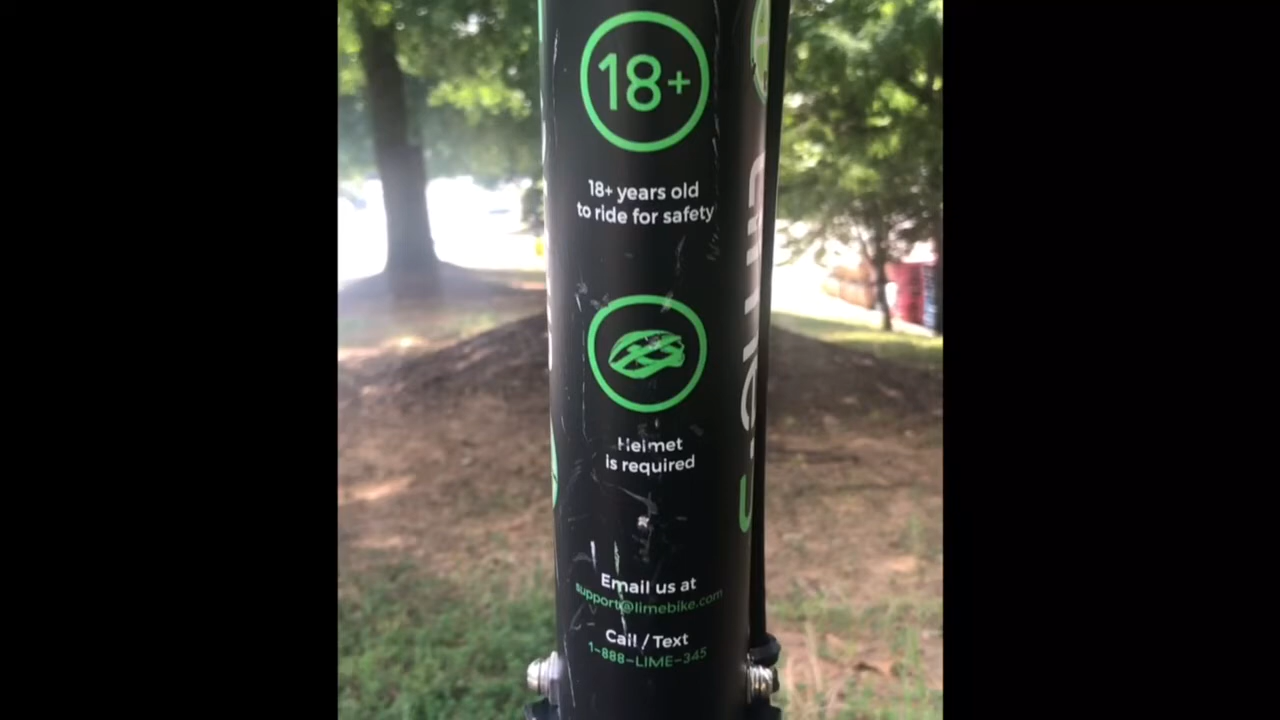 18+
18+ years old
to ride for safety
Helmet
is required
Email us at
support@limebike.com
Call / Text
1-888-LIME-345